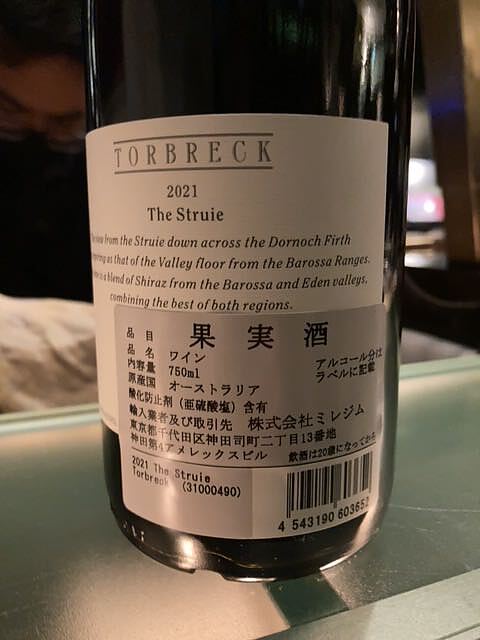 TORBRECK
2021
The Struie
view from the Struie down across the Dornoch Firth
as that of the Valley floor from the Barossa Ranges.
is a blend of Shiraz from the Barossa and Eden valleys,
combining the best of both regions.
品目 果実酒
品名 ワイン
内容量 750ml
アルコール分は
ラベルに記載
原産国 オーストラリア
酸化防止剤（亜硫酸塩）含有
輸入業者及び取引先 株式会社ミレジム
東京都千代田区神田司町二丁目13番地
神田第4アメレックスビル 飲酒は20歳になってから
2021 The Struie
Torbreck (31000490)
4 543190 603652